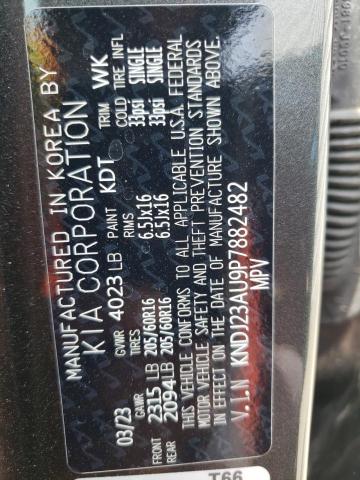 MANUFACTURED IN KOREA BY
KIA CORPORATION
03/23 GVWR 4023 LB PAINT KDT TRIM WK
GAWR TIRES RIMS COLD TIRE INFL
FRONT 2315 LB 205/60R16 6.5Jx16 33psi SINGLE
REAR 2094 LB 205/60R16 6.5Jx16 33psi SINGLE
THIS VEHICLE CONFORMS TO ALL APPLICABLE U.S.A. FEDERAL
MOTOR VEHICLE SAFETY AND THEFT PREVENTION STANDARDS
IN EFFECT ON THE DATE OF MANUFACTURE SHOWN ABOVE.
V.I.N KNDJ23AU9P7882482
MPV
T66